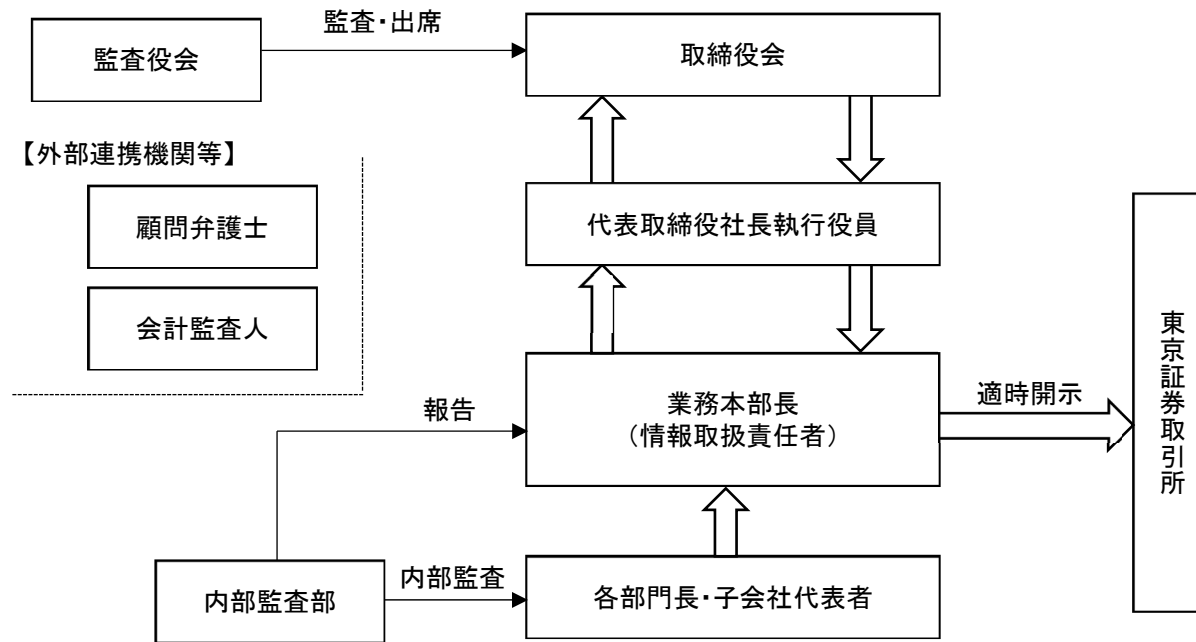 監査・出席
監査役会
取締役会
【外部連携機関等】
顧問弁護士
代表取締役社長執行役員
会計監査人
報告
業務本部長
（情報取扱責任者）
適時開示
東京証券取引所
内部監査
内部監査部
各部門長・子会社代表者